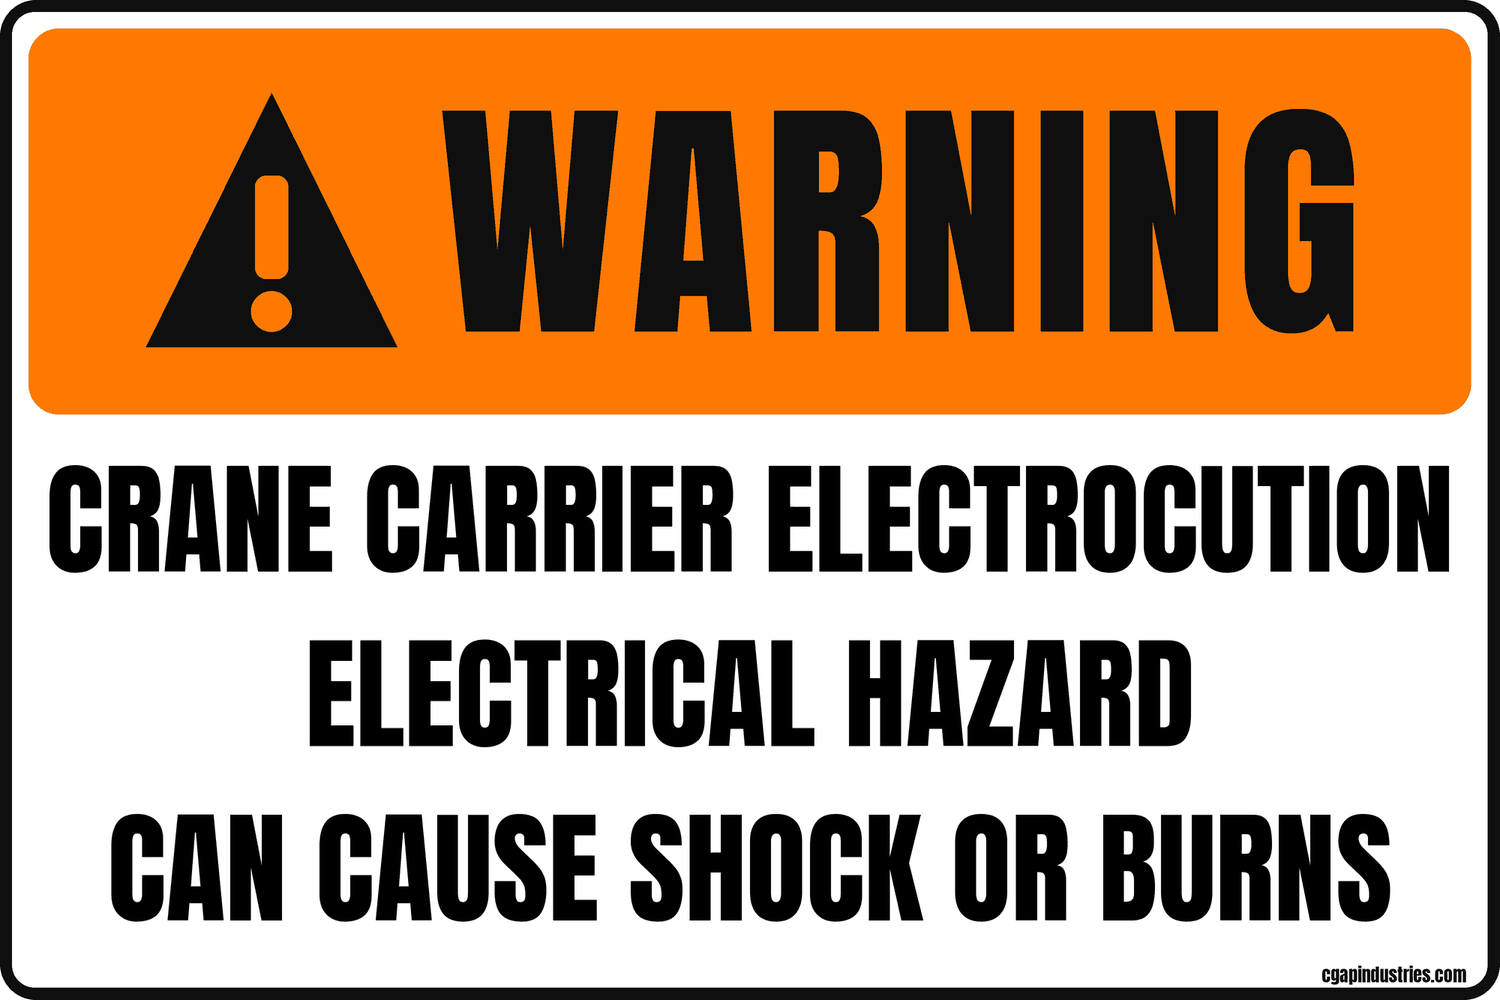 WARNING
CRANE CARRIER ELECTROCUTION
ELECTRICAL HAZARD
CAN CAUSE SHOCK OR BURNS
cgapindustries.com